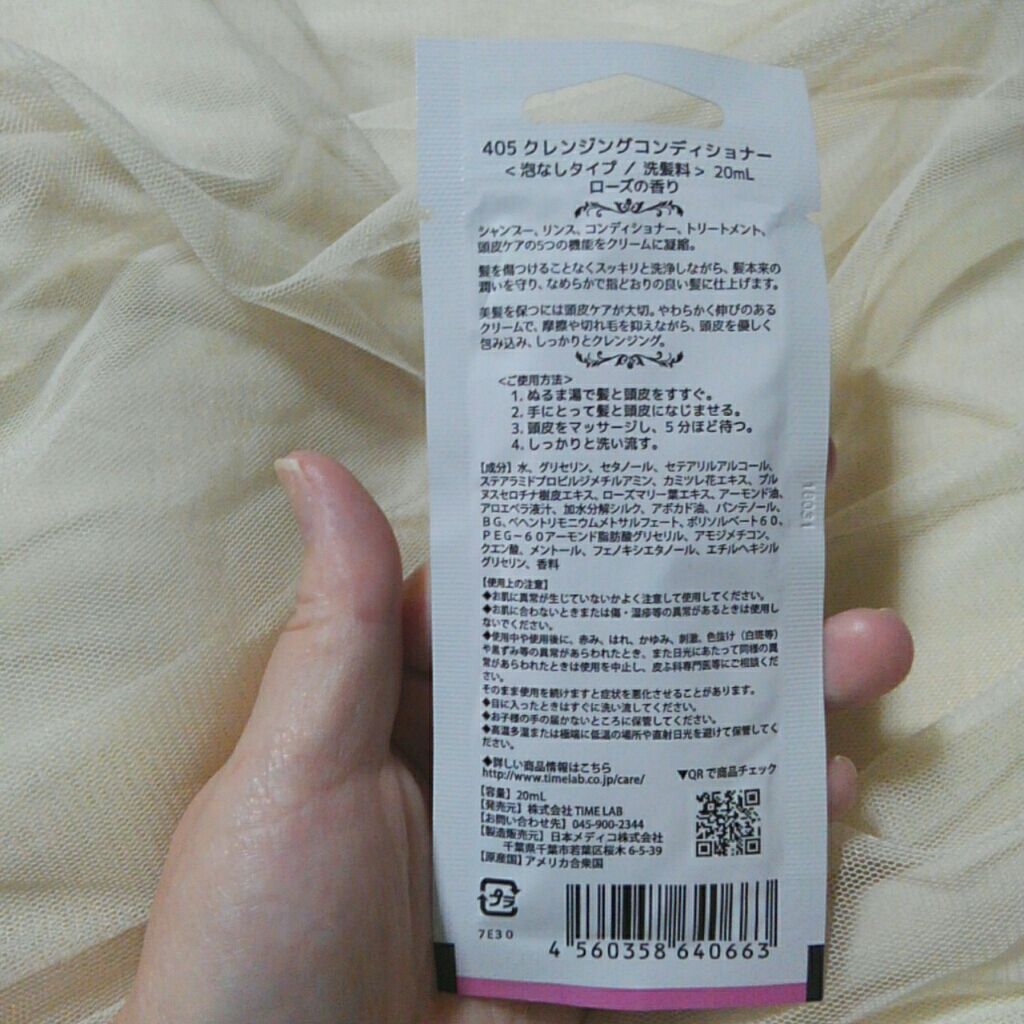 405 クレンジングコンディショナー
<泡なしタイプ / 洗髪料> 20mL
ローズの香り
シャンプー、リンス、コンディショナー、トリートメント、
頭皮ケアの5つの機能をクリームに凝縮。
髪を傷つけることなくスッキリと洗浄しながら、髪本来の
潤いを守り、なめらかで指どおりの良い髪に仕上げます。
美髪を保つには頭皮ケアが大切。やわらかく伸びのある
クリームで、摩擦や切れ毛を抑えながら、頭皮を優しく
包み込み、しっかりとクレンジング。
<ご使用方法>
1. ぬるま湯で髪と頭皮をすすぐ。
2. 手にとって髪と頭皮になじませる。
3. 頭皮をマッサージし、5分ほど待つ。
4. しっかりと洗い流す。
【成分】水、グリセリン、セタノール、セテアリルアルコール、
ステアラミドプロピルジメチルアミン、カミツレ花エキス、プル
ヌスセロチナ樹皮エキス、ローズマリー葉エキス、アーモンド油、
アロエベラ液汁、加水分解シルク、アボカド油、パンテノール、
BG、ベヘントリモニウムメトサルフェート、ポリソルベート60、
PEG-60アーモンド脂肪酸グリセリル、アモジメチコン、
クエン酸、メントール、フェノキシエタノール、エチルヘキシル
グリセリン、香料
【使用上の注意】
◆お肌に異常が生じていないかよく注意して使用してください。
◆お肌に合わないときまたは傷・湿疹等の異常があるときは使用し
ないでください。
◆使用中や使用後に、赤み、はれ、かゆみ、刺激、色抜け(白斑等)
や黒ずみ等の異常があらわれたとき、また日光にあたって同様の異
常があらわれたときは使用を中止し、皮ふ科専門医等にご相談くだ
さい。
そのまま使用を続けますと症状を悪化させることがあります。
◆目に入ったときはすぐに洗い流してください。
◆お子様の手の届かないところに保管してください。
◆高温多湿または極端に低温の場所や直射日光を避けて保管してく
ださい。
◆詳しい商品情報はこちら
http://www.timelab.co.jp/care/
▼QRで商品チェック
【容量】20mL
【発売元】株式会社 TIME LAB
【お問い合わせ先】045-900-2344
【製造販売元】日本メディコ株式会社
千葉県千葉市若葉区桜木 6-5-39
【原産国】アメリカ合衆国
プラ
7E30
4 560358 640663